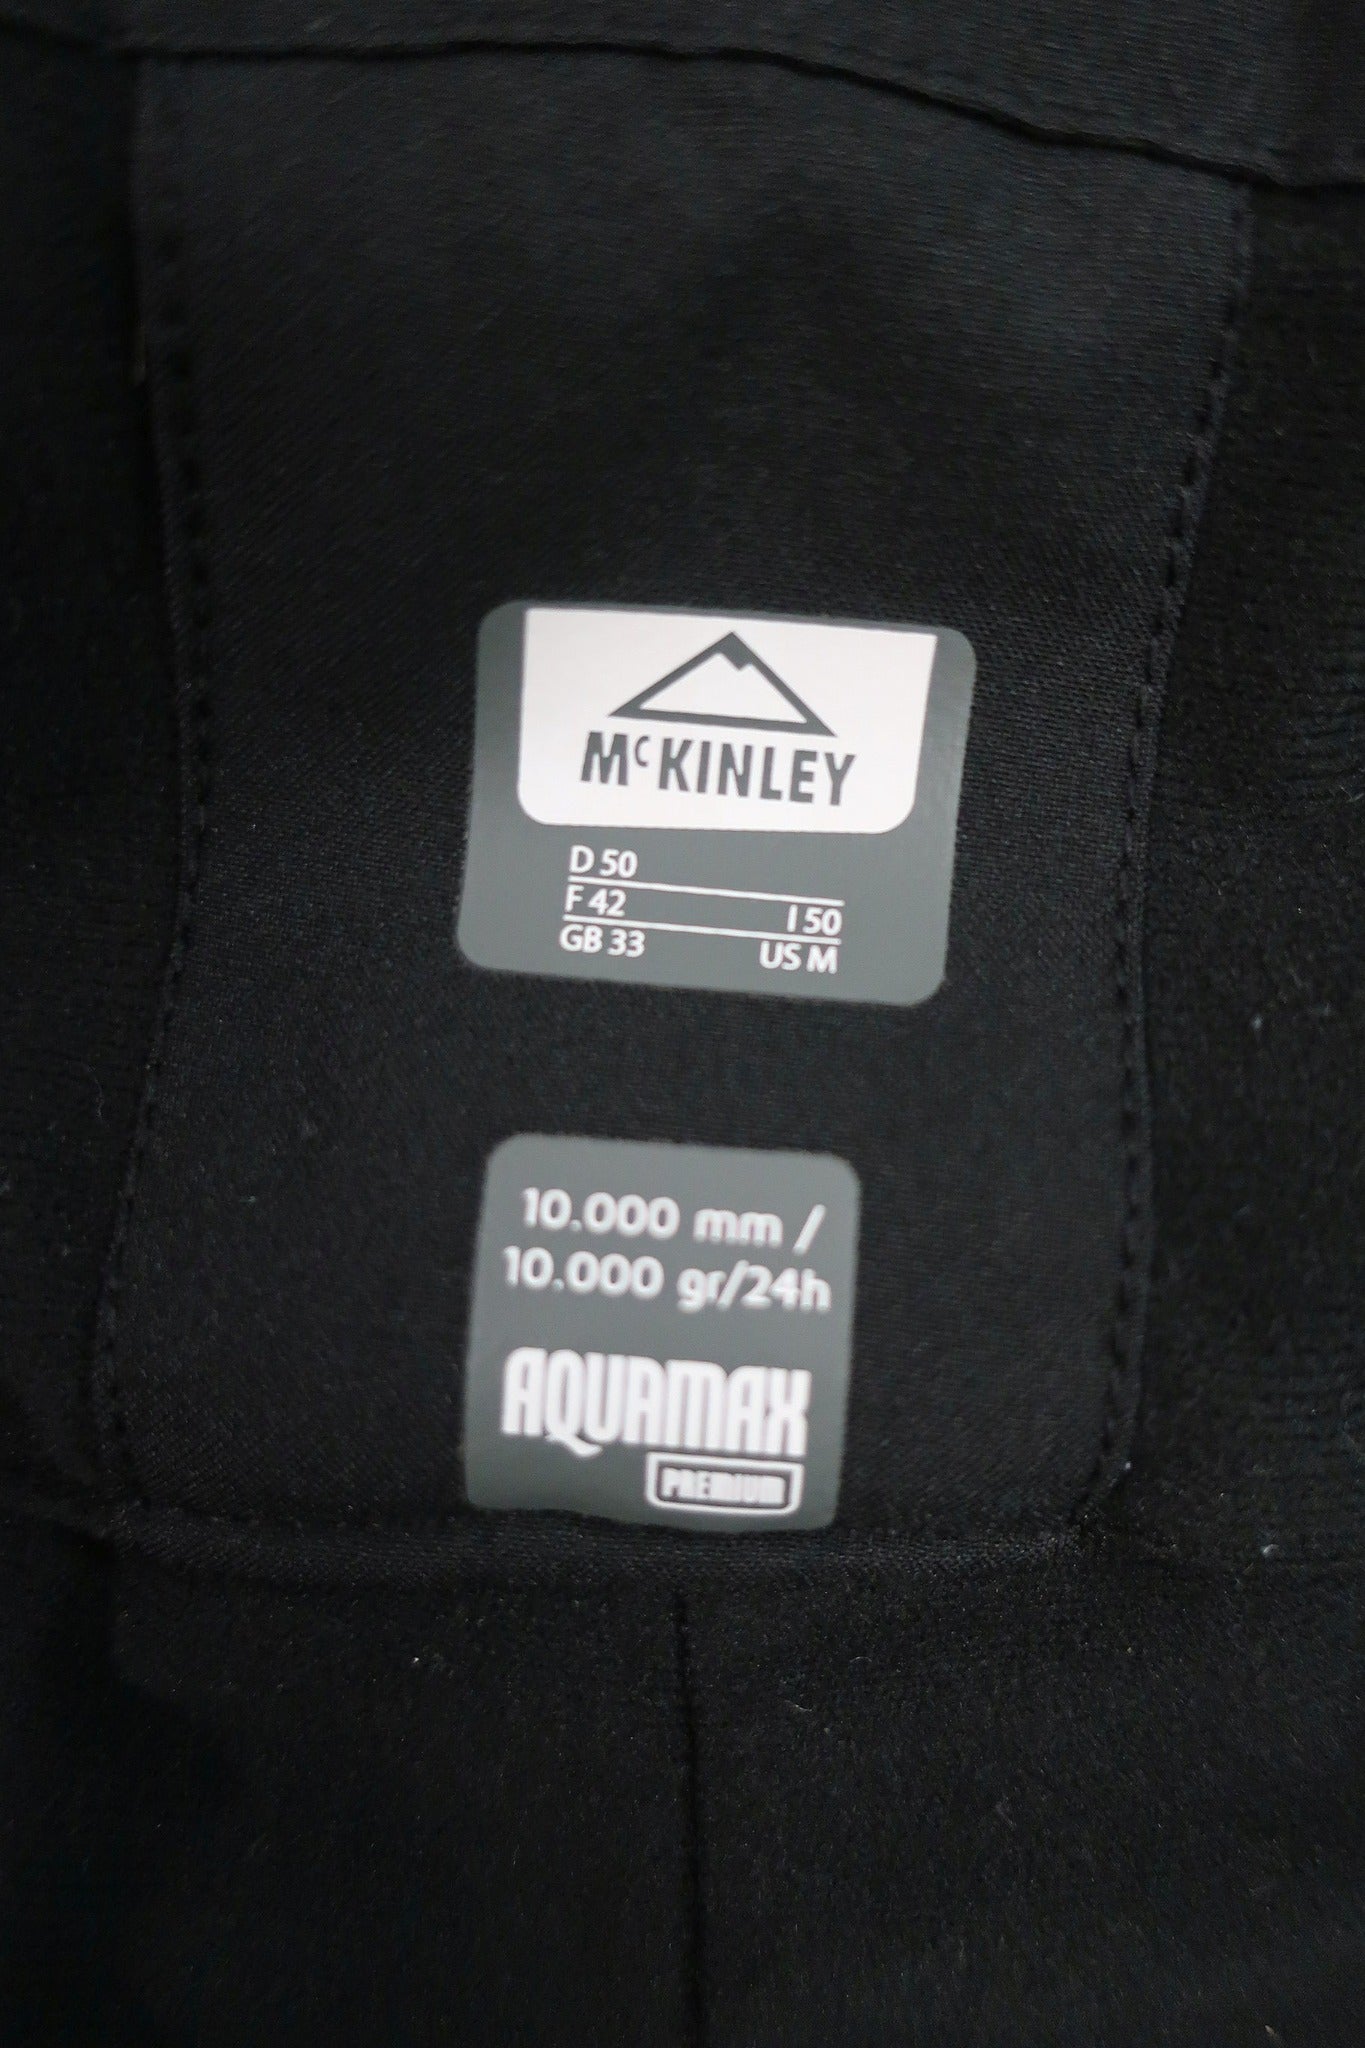 McKINLEY
D 50
F 42 I 50
GB 33 US M
10.000 mm /
10.000 gr/24h
AQUAMAX
PREMIUM